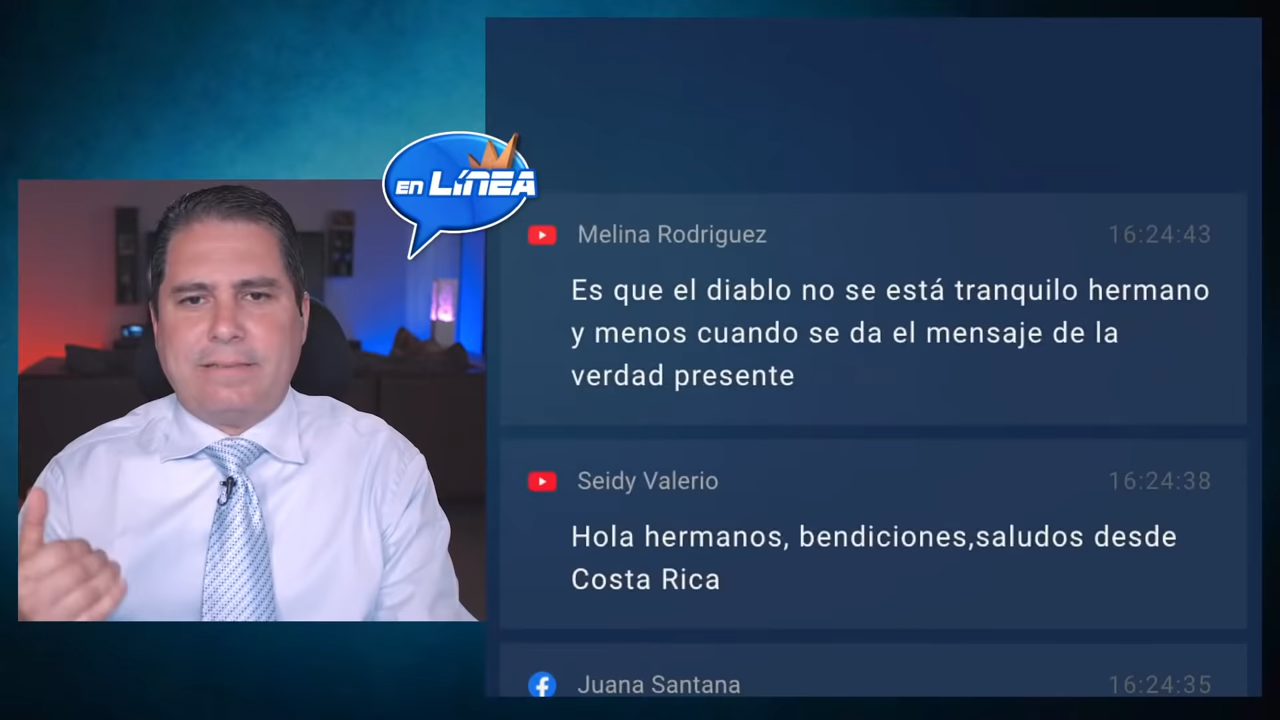 en LÍNEA
Melina Rodriguez 16:24:43
Es que el diablo no se está tranquilo hermano
y menos cuando se da el mensaje de la
verdad presente
Seidy Valerio 16:24:38
Hola hermanos, bendiciones,saludos desde
Costa Rica
Juana Santana 16:24:35